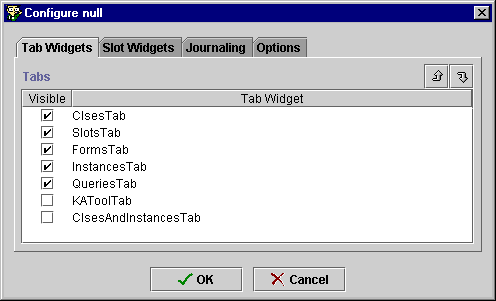 Configure null
Tab Widgets Slot Widgets Journaling Options
Tabs
Visible Tab Widget
ClsesTab
SlotsTab
FormsTab
InstancesTab
QueriesTab
KAToolTab
ClsesAndInstancesTab
OK Cancel